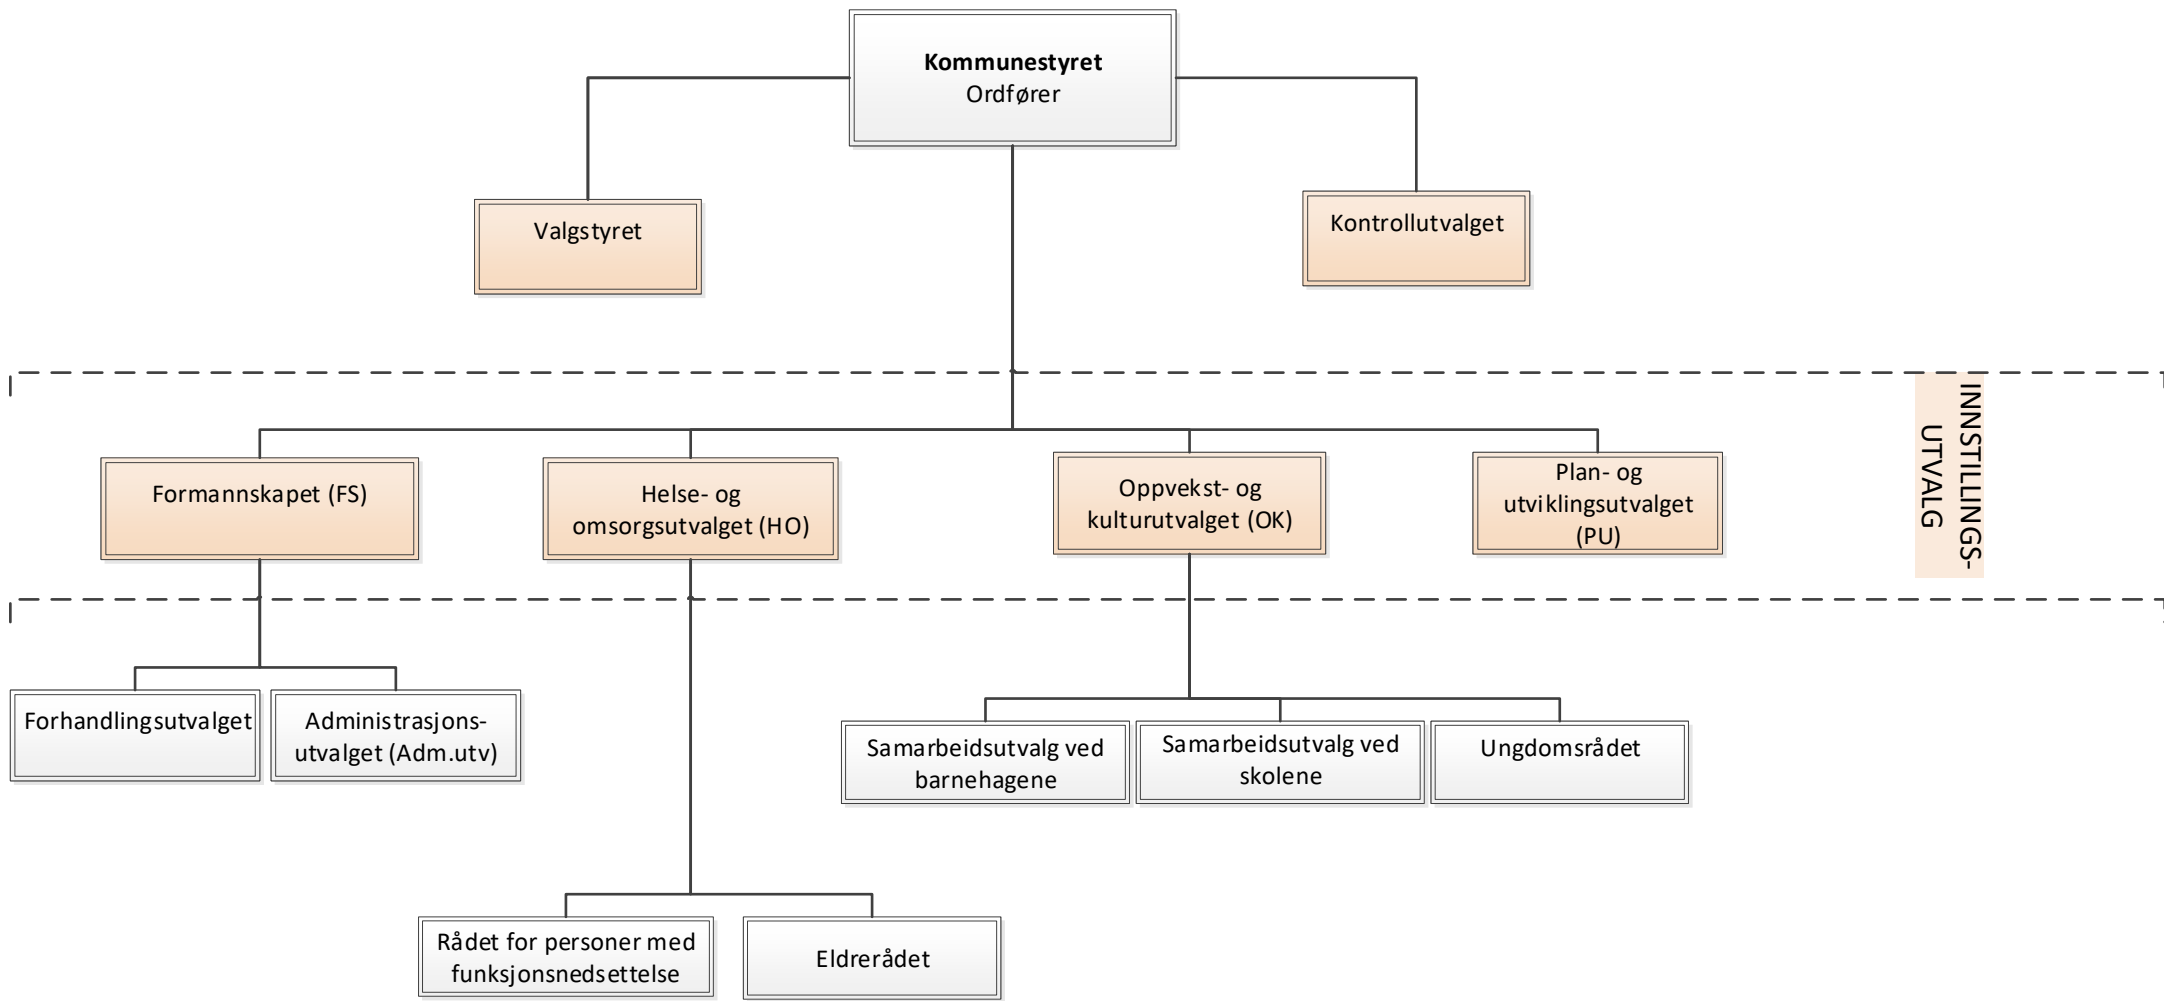 Kommunestyret
Ordfører
Valgstyret
Kontrollutvalget
INNSTILLINGS-
UTVALG
Formannskapet (FS)
Helse- og
omsorgsutvalget (HO)
Oppvekst- og
kulturutvalget (OK)
Plan- og
utviklingsutvalget
(PU)
Forhandlingsutvalget
Administrasjons-
utvalget (Adm.utv)
Samarbeidsutvalg ved
barnehagene
Samarbeidsutvalg ved
skolene
Ungdomsrådet
Rådet for personer med
funksjonsnedsettelse
Eldrerådet